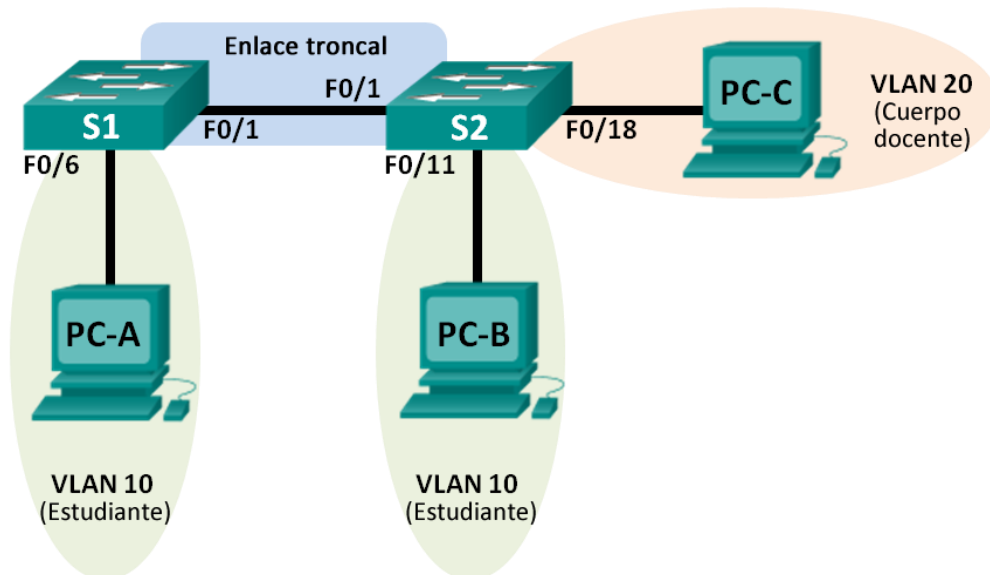 Enlace troncal
S1
F0/1
F0/1
S2
F0/6
F0/11
F0/18
PC-C
VLAN 20
(Cuerpo
docente)
PC-A
PC-B
VLAN 10
(Estudiante)
VLAN 10
(Estudiante)